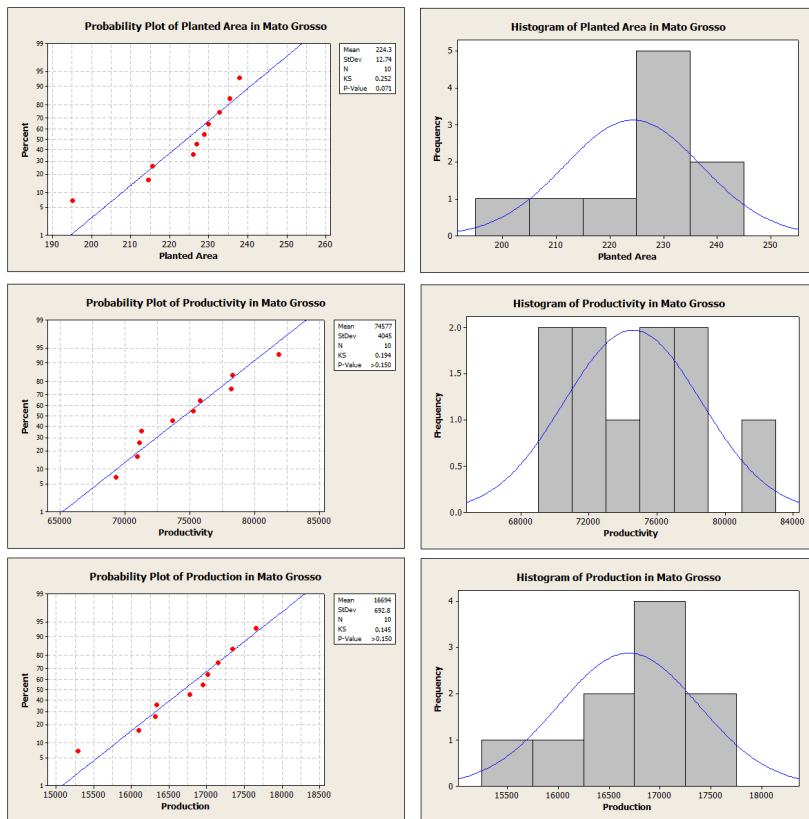 Probability Plot of Planted Area in Mato Grosso
Mean 224.3
StDev 12.74
N 10
KS 0.252
P-Value 0.071
99
95
90
80
70
60
50
40
30
20
10
5
1
Percent
190 200 210 220 230 240 250 260
Planted Area
Histogram of Planted Area in Mato Grosso
5
4
3
2
1
0
Frequency
200 210 220 230 240 250
Planted Area
Probability Plot of Productivity in Mato Grosso
Mean 74577
StDev 4045
N 10
KS 0.194
P-Value >0.150
99
95
90
80
70
60
50
40
30
20
10
5
1
Percent
65000 70000 75000 80000 85000
Productivity
Histogram of Productivity in Mato Grosso
2.0
1.5
1.0
0.5
0.0
Frequency
68000 72000 76000 80000 84000
Productivity
Probability Plot of Production in Mato Grosso
Mean 16694
StDev 692.8
N 10
KS 0.145
P-Value >0.150
99
95
90
80
70
60
50
40
30
20
10
5
1
Percent
15000 15500 16000 16500 17000 17500 18000 18500
Production
Histogram of Production in Mato Grosso
4
3
2
1
0
Frequency
15500 16000 16500 17000 17500 18000
Production